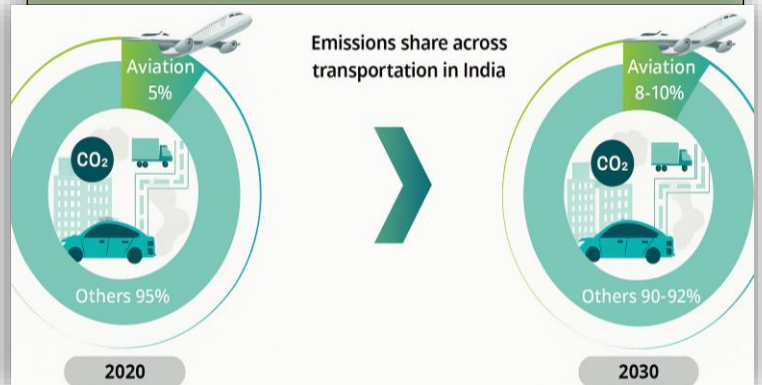 Emissions share across
transportation in India
Aviation
5%
CO₂
Others 95%
2020
Aviation
8-10%
CO₂
Others 90-92%
2030